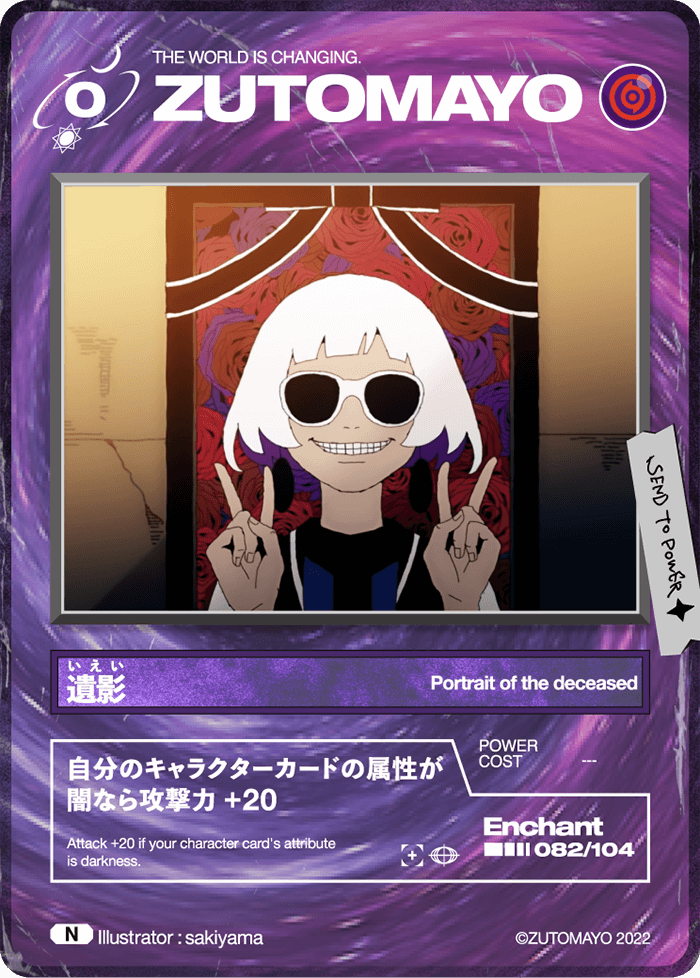 THE WORLD IS CHANGING.
ZUTOMAYO
SEND TO POWER
いえい
遺影
Portrait of the deceased
自分のキャラクターカードの属性が
闇なら攻撃力 +20
Attack +20 if your character card's attribute
is darkness.
POWER
COST ---
Enchant
082/104
N Illustrator : sakiyama
©ZUTOMAYO 2022